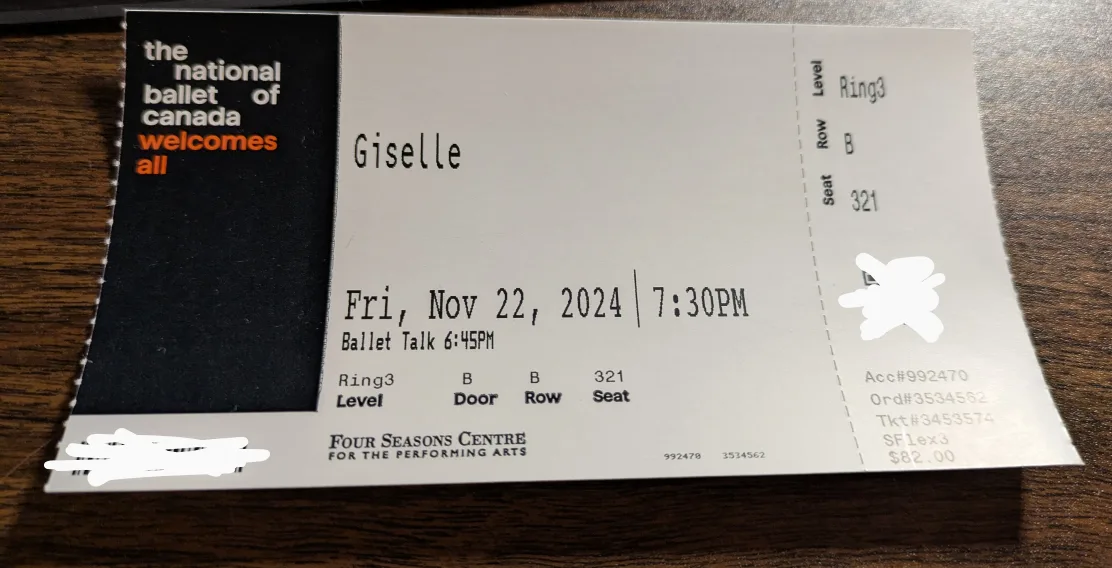 the
national
ballet of
canada
welcomes
all
Giselle
Fri, Nov 22, 2024 | 7:30PM
Ballet Talk 6:45PM
Ring3 B B 321
Level Door Row Seat
FOUR SEASONS CENTRE
FOR THE PERFORMING ARTS
992470 3534562
Level Ring3
Row B
Seat 321
Acc#992470
Ord#3534562
Tkt#3453574
SFlex3
$82.00